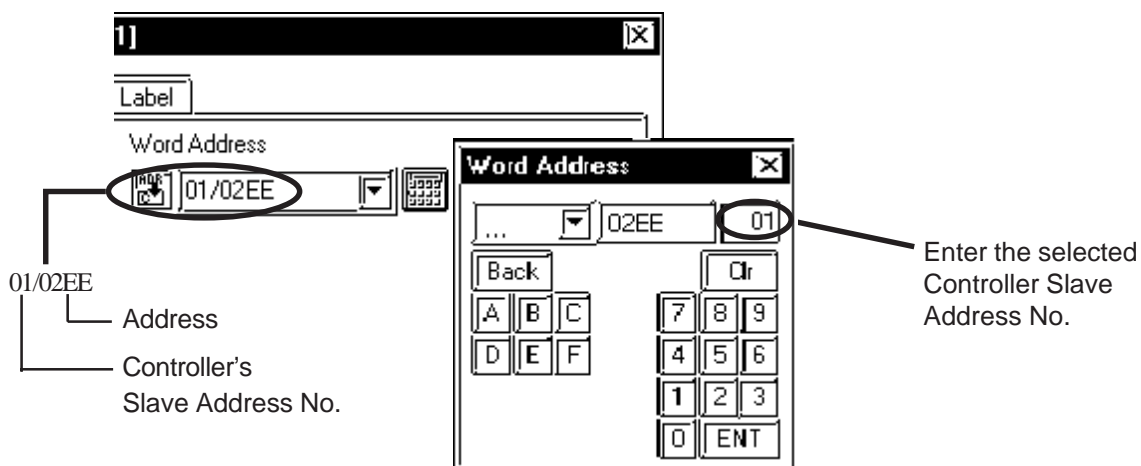 1]
Label
Word Address
01/02EE
Word Address
... 02EE 01
Back Clr
A B C 7 8 9
D E F 4 5 6
1 2 3
0 ENT
01/02EE
Address
Controller's
Slave Address No.
Enter the selected
Controller Slave
Address No.